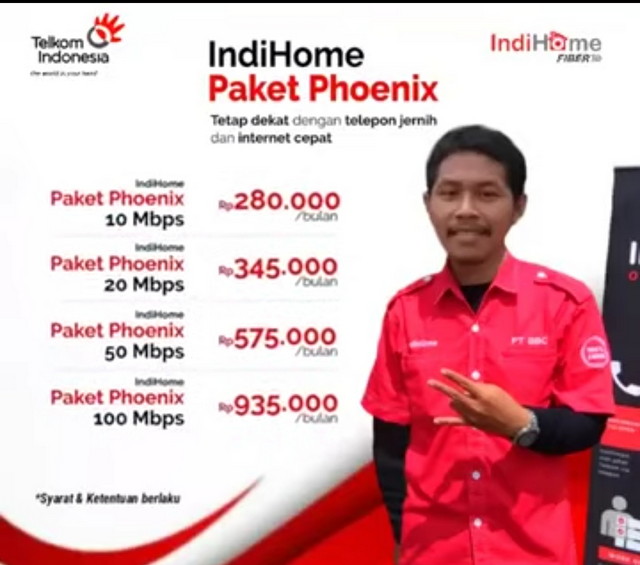 Telkom
Indonesia
the world in your hand
IndiHome
FIBER
IndiHome
Paket Phoenix
Tetap dekat dengan telepon jernih
dan internet cepat
IndiHome
Paket Phoenix
10 Mbps
Rp280.000
/bulan
IndiHome
Paket Phoenix
20 Mbps
Rp345.000
/bulan
IndiHome
Paket Phoenix
50 Mbps
Rp575.000
/bulan
IndiHome
Paket Phoenix
100 Mbps
Rp935.000
/bulan
*Syarat & Ketentuan berlaku